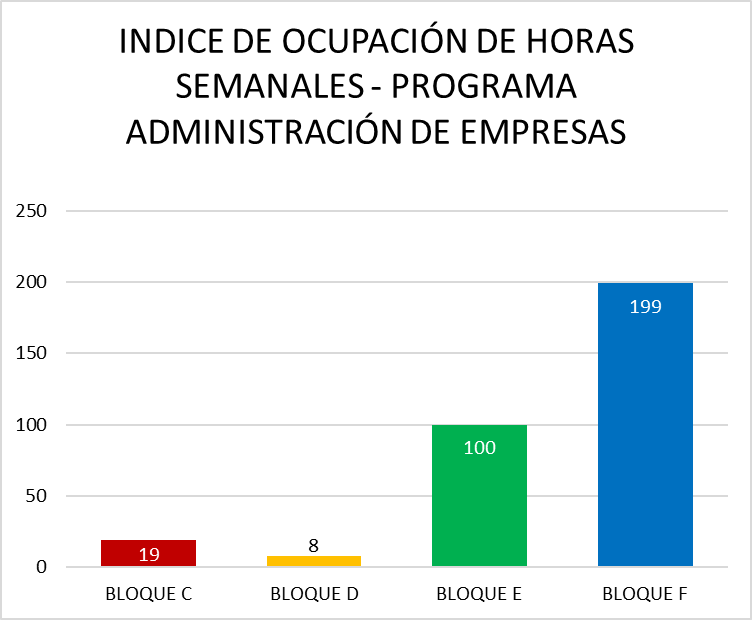 INDICE DE OCUPACIÓN DE HORAS
SEMANALES - PROGRAMA
ADMINISTRACIÓN DE EMPRESAS
250
200
150
100
50
0
19
8
100
199
BLOQUE C
BLOQUE D
BLOQUE E
BLOQUE F